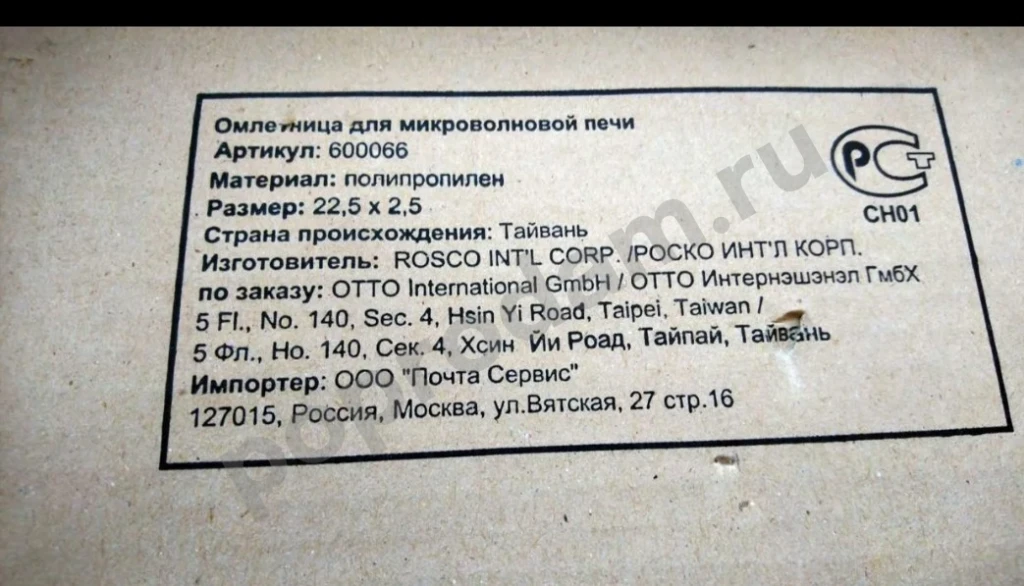 Омлетница для микроволновой печи
Артикул: 600066
Материал: полипропилен
Размер: 22,5 x 2,5
Страна происхождения: Тайвань
Изготовитель: ROSCO INT'L CORP. /РОСКО ИНТ'Л КОРП.
по заказу: OTTO International GmbH / ОТТО Интернэшэнэл ГмбХ
5 Fl., No. 140, Sec. 4, Hsin Yi Road, Taipei, Taiwan /
5 Фл., Но. 140, Сек. 4, Хсин Йи Роад, Тайпай, Тайвань
Импортер: ООО "Почта Сервис"
127015, Россия, Москва, ул.Вятская, 27 стр.16
РСТ
СН01